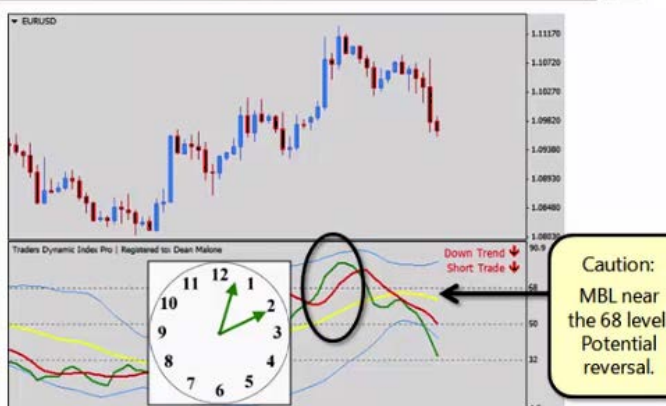 EURUSD
1.11170
1.10720
1.10270
1.09820
1.09380
1.08930
1.08480
1.08030
Traders Dynamic Index Pro | Registered to: Dean Malone
90.9
Down Trend
Short Trade
68
50
32
12
1
2
3
4
5
6
7
8
9
10
11
Caution:
MBL near
the 68 level
Potential
reversal.